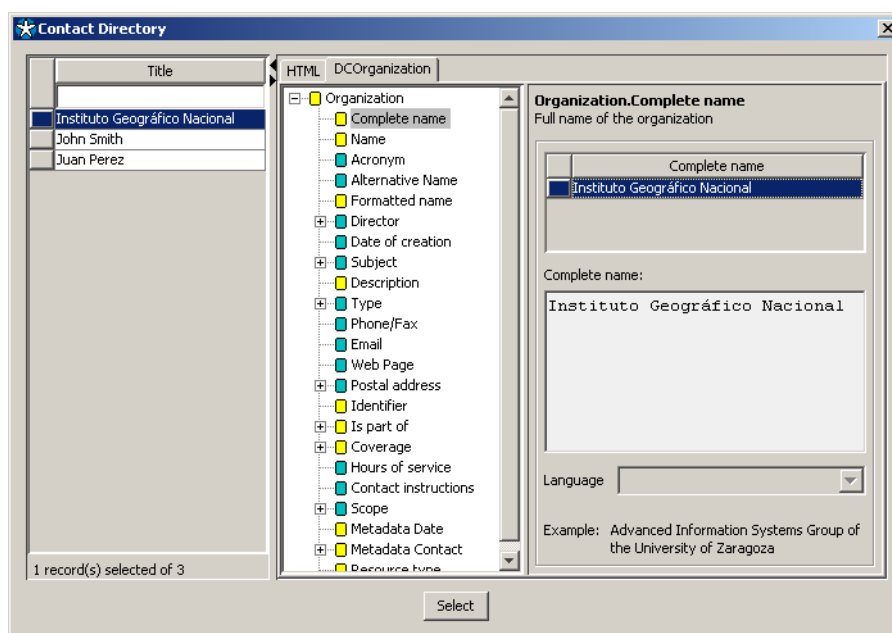 Contact Directory
Title
Instituto Geográfico Nacional
John Smith
Juan Perez
1 record(s) selected of 3
HTML
DCOrganization
Organization
Complete name
Name
Acronym
Alternative Name
Formatted name
Director
Date of creation
Subject
Description
Type
Phone/Fax
Email
Web Page
Postal address
Identifier
Is part of
Coverage
Hours of service
Contact instructions
Scope
Metadata Date
Metadata Contact
Resource type
Organization.Complete name
Full name of the organization
Complete name
Instituto Geográfico Nacional
Complete name:
Instituto Geográfico Nacional
Language
Example: Advanced Information Systems Group of
the University of Zaragoza
Select